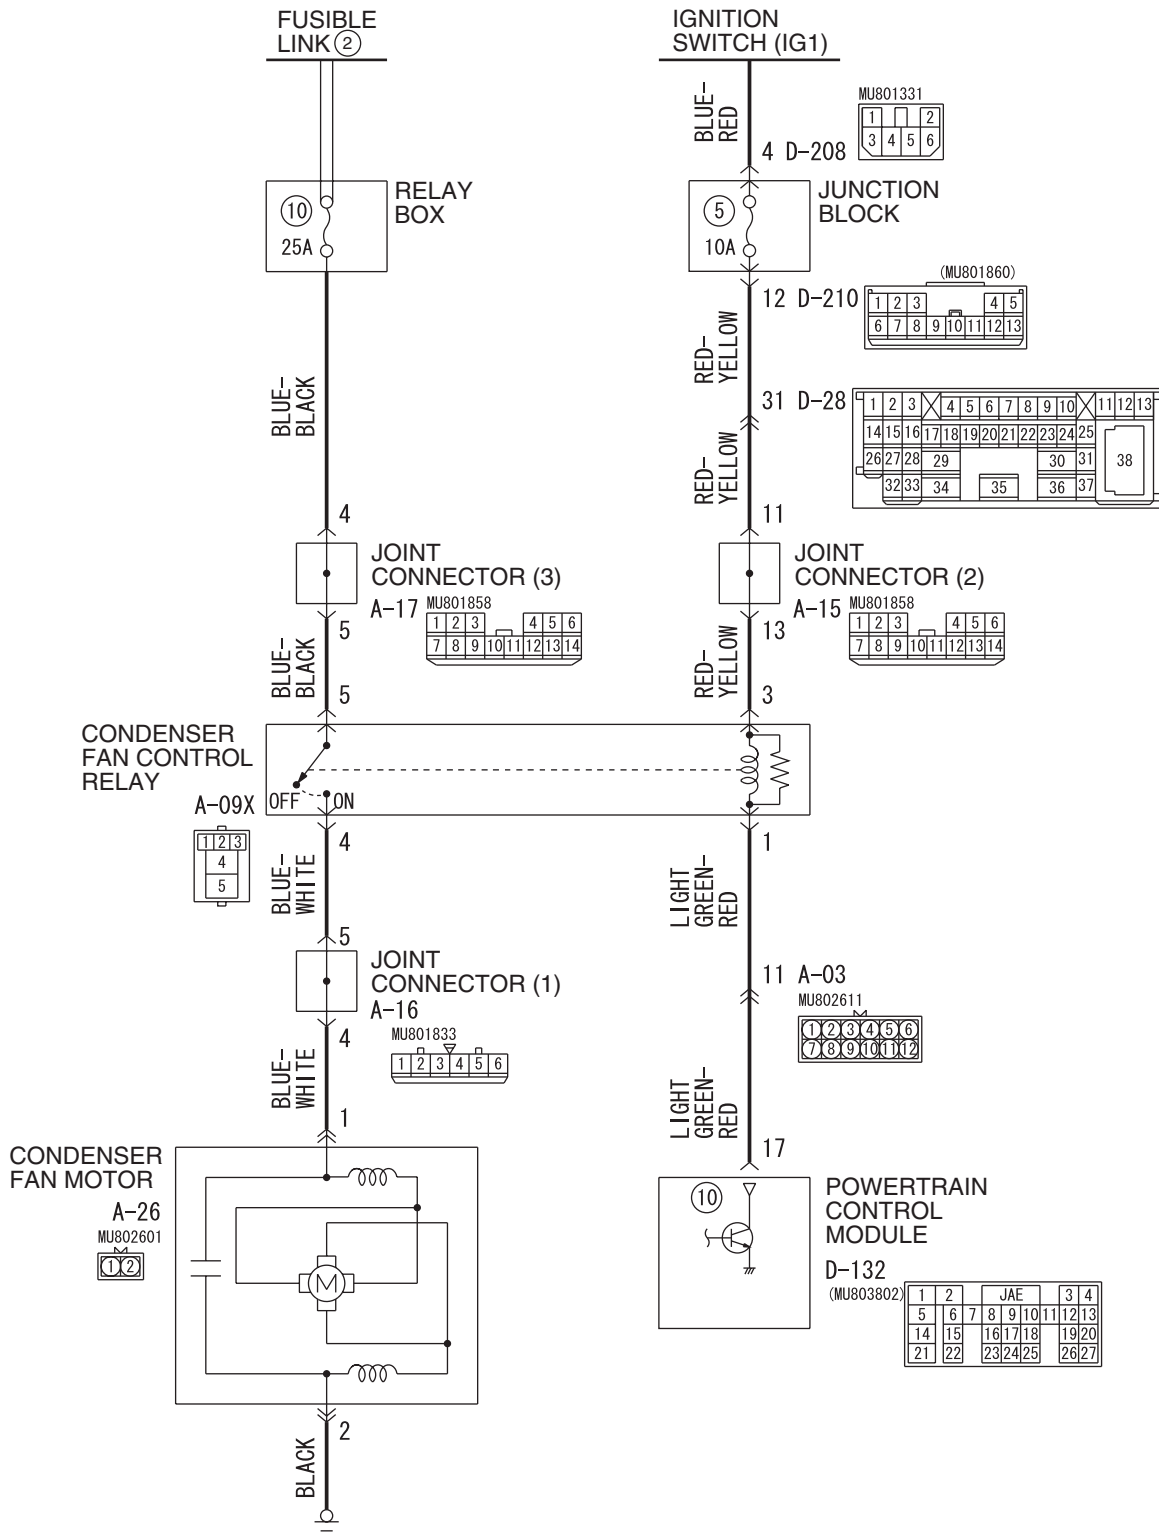 FUSIBLE
LINK ②
IGNITION
SWITCH (IG1)
BLUE-
RED
MU801331
1 2
3 4 5 6
4 D-208
RELAY
BOX
⑩
25A
⑤
10A
JUNCTION
BLOCK
12 D-210
(MU801860)
1 2 3 4 5
6 7 8 9 10 11 12 13
RED-
YELLOW
BLUE-
BLACK
31 D-28
1 2 3 4 5 6 7 8 9 10 11 12 13
14 15 16 17 18 19 20 21 22 23 24 25
26 27 28 29 30 31 38
32 33 34 35 36 37
RED-
YELLOW
4
11
JOINT
CONNECTOR (3)
A-17
MU801858
1 2 3 4 5 6
7 8 9 10 11 12 13 14
JOINT
CONNECTOR (2)
A-15
MU801858
1 2 3 4 5 6
7 8 9 10 11 12 13 14
5
13
BLUE-
BLACK
RED-
YELLOW
5
3
CONDENSER
FAN CONTROL
RELAY
OFF
ON
A-09X
1 2 3
4
5
4
1
BLUE-
WHITE
LIGHT
GREEN-
RED
5
JOINT
CONNECTOR (1)
A-16
MU801833
1 2 3 4 5 6
11 A-03
MU802611
① ② ③ ④ ⑤ ⑥
⑦ ⑧ ⑨ ⑩ ⑪ ⑫
4
BLUE-
WHITE
LIGHT
GREEN-
RED
1
17
CONDENSER
FAN MOTOR
A-26
MU802601
① ②
M
⑩
POWERTRAIN
CONTROL
MODULE
D-132
(MU803802)
1 2 JAE 3 4
5 6 7 8 9 10 11 12 13
14 15 16 17 18 19 20
21 22 23 24 25 26 27
2
BLACK